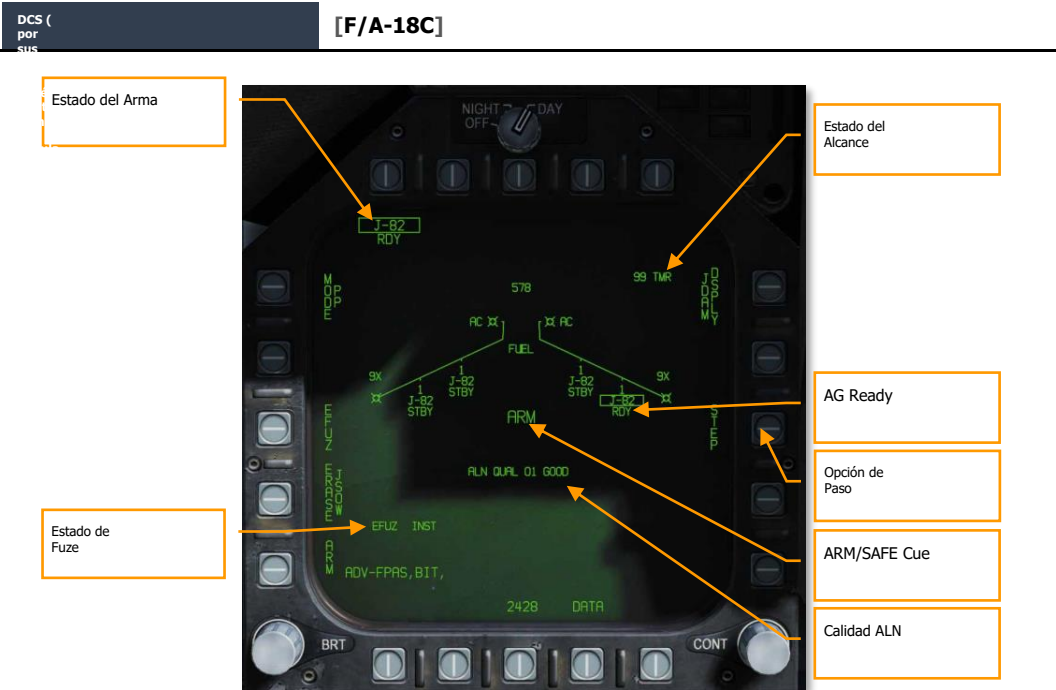 DCS (
por
sus
[F/A-18C]
Estado del Arma
Estado del
Alcance
NIGHT
DAY
OFF
J-82
RDY
99 TMR
MODE
PP
578
JDAM
DSPLY
AC
AC
FUEL
9X
1
J-82
STBY
1
J-82
STBY
1
J-82
STBY
1
J-82
RDY
9X
AG Ready
EFUZ
ARM
STEP
ALN QUAL 01 GOOD
Opción de
Paso
ERASE
JSOW
Estado de
Fuze
EFUZ INST
ARM
ARM/SAFE Cue
ADV-FPAS,BIT,
2428
DATA
Calidad ALN
BRT
CONT